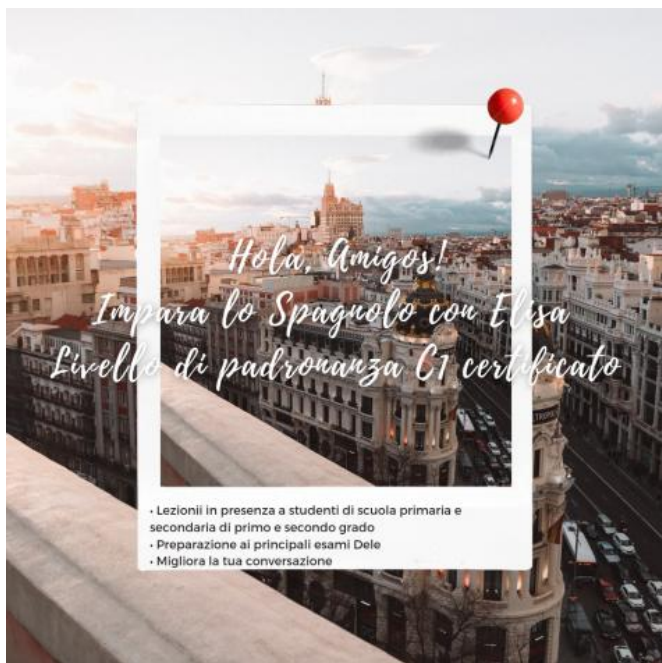 Hola, Amigos!
Impara lo Spagnolo con Elisa
Livello di padronanza C1 certificato
METROPOLIS
• Lezionii in presenza a studenti di scuola primaria e
secondaria di primo e secondo grado
• Preparazione ai principali esami Dele
• Migliora la tua conversazione